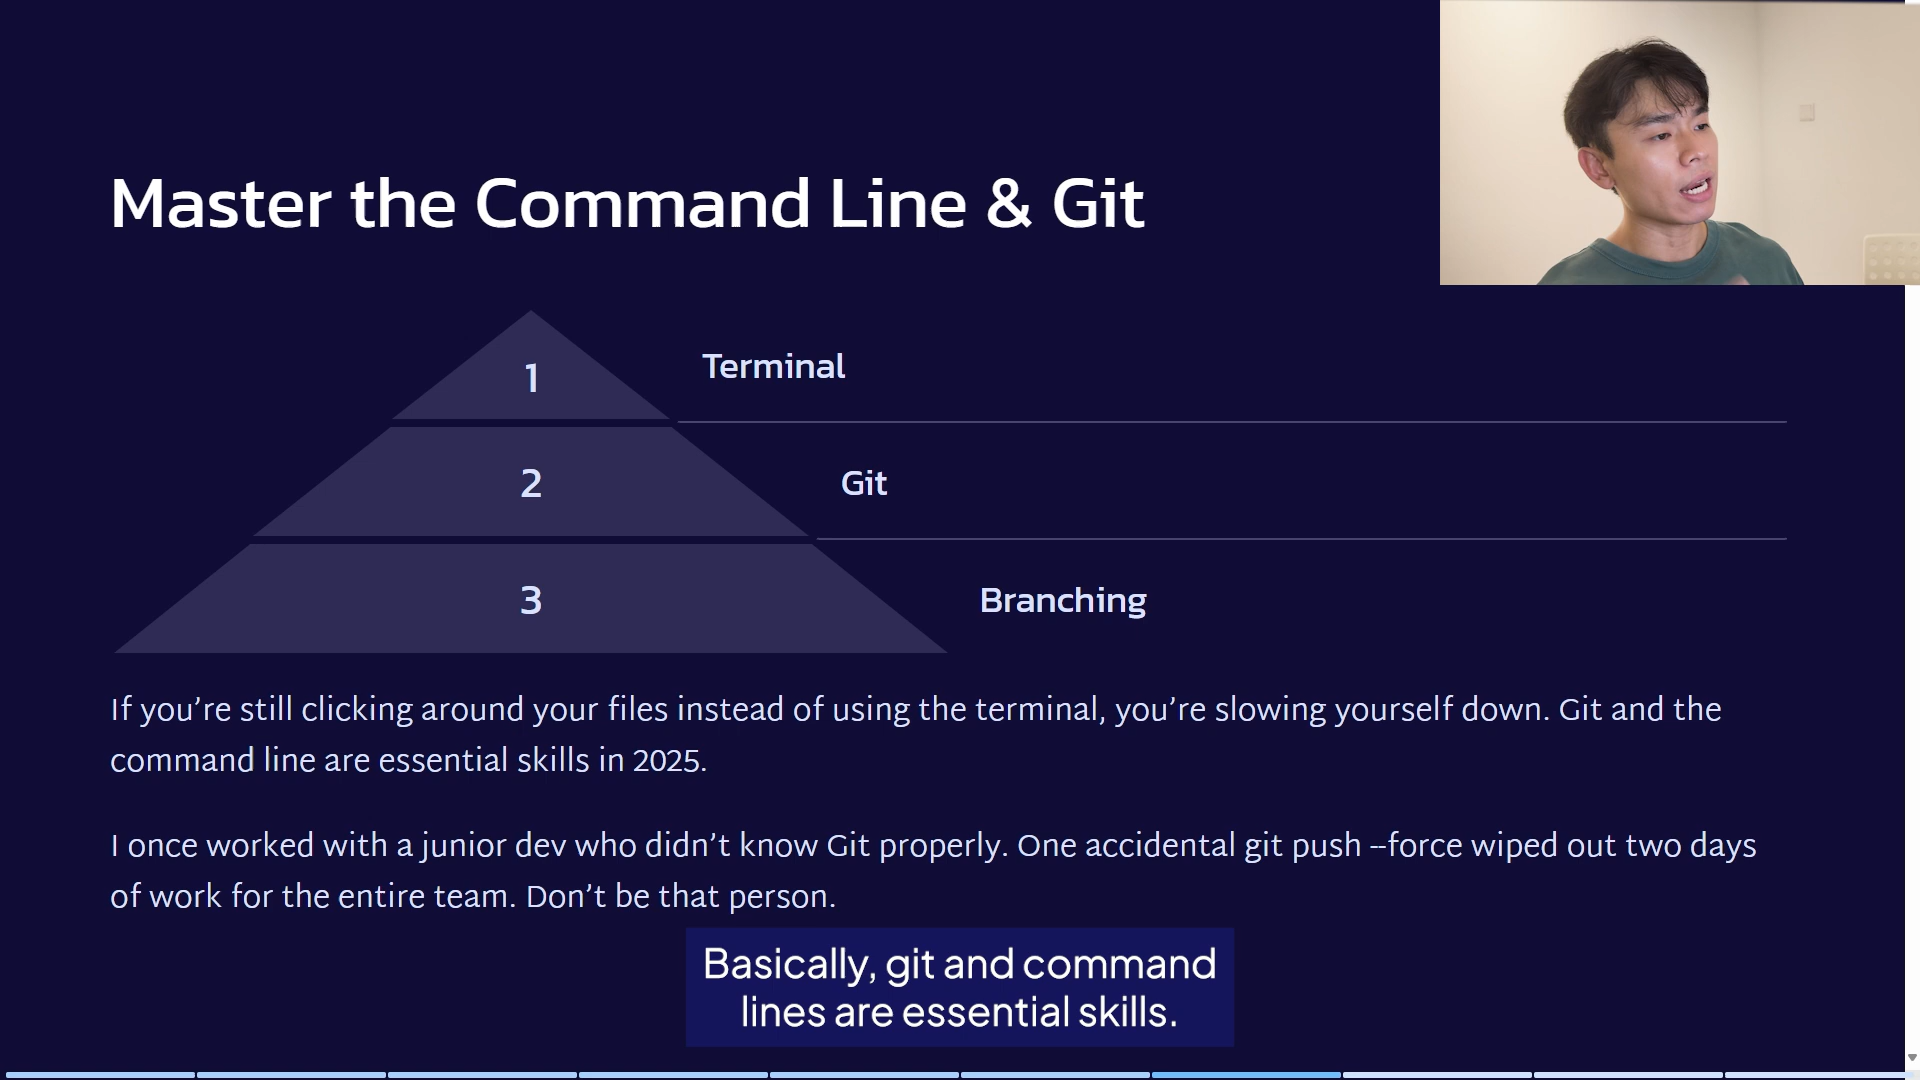 Master the Command Line & Git
1
Terminal
2
Git
3
Branching
If you're still clicking around your files instead of using the terminal, you're slowing yourself down. Git and the
command line are essential skills in 2025.
I once worked with a junior dev who didn't know Git properly. One accidental git push --force wiped out two days
of work for the entire team. Don't be that person.
Basically, git and command
lines are essential skills.